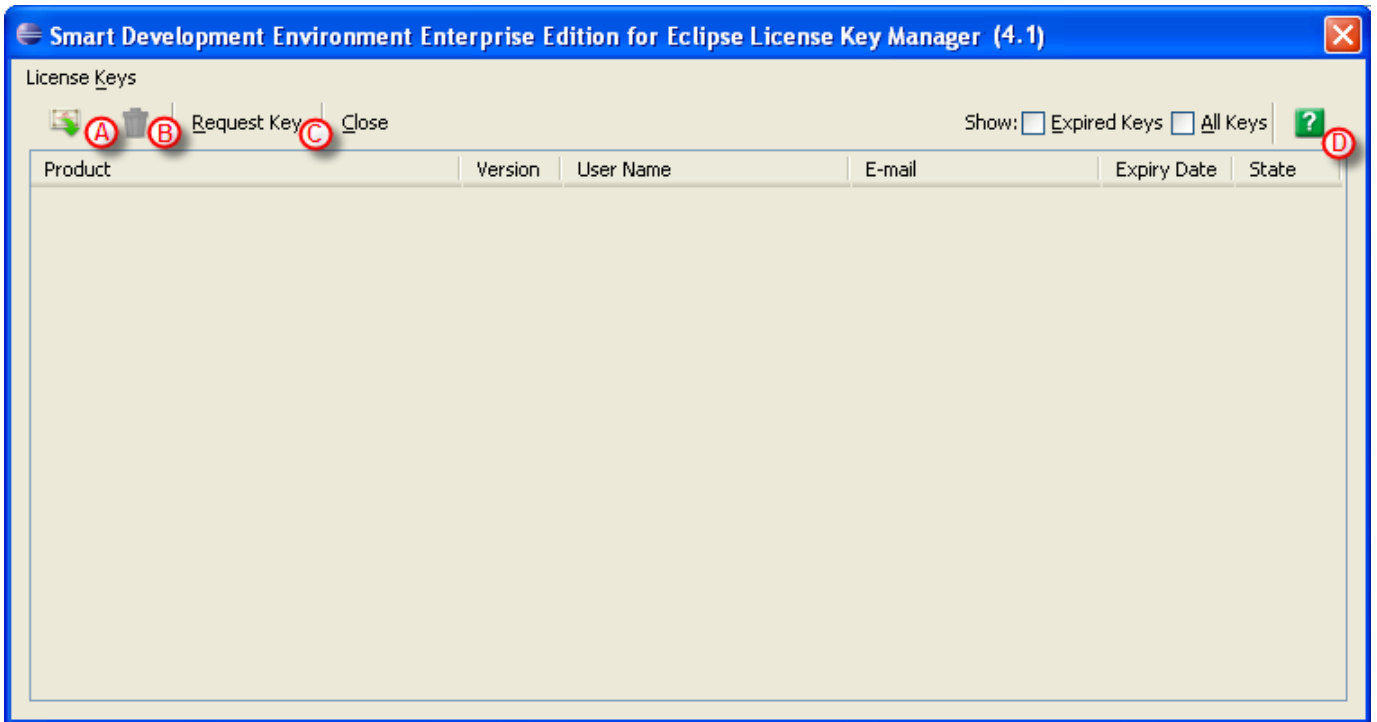 Smart Development Environment Enterprise Edition for Eclipse License Key Manager (4.1)
License Keys
A B Request Key C Close Show: Expired Keys All Keys ? D
Product Version User Name E-mail Expiry Date State